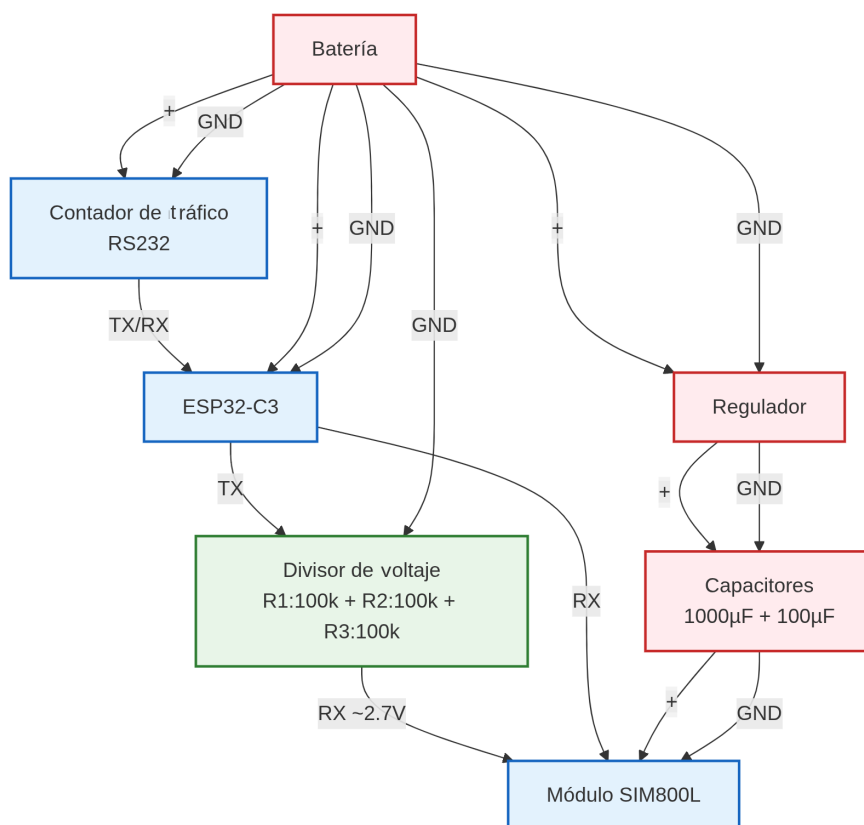 Batería
+
GND
Contador de tráfico
RS232
+
GND
+
GND
TX/RX
GND
ESP32-C3
Regulador
TX
+
GND
Divisor de voltaje
R1:100k + R2:100k +
R3:100k
RX
Capacitores
1000µF + 100µF
RX ~2.7V
+
GND
Módulo SIM800L